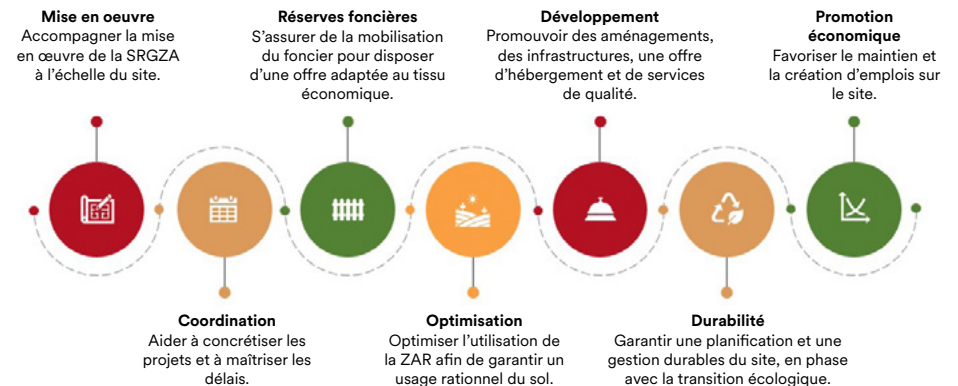 Mise en oeuvre
Accompagner la mise
en œuvre de la SRGZA
à l'échelle du site.
Réserves foncières
S'assurer de la mobilisation
du foncier pour disposer
d'une offre adaptée au tissu
économique.
Développement
Promouvoir des aménagements,
des infrastructures, une offre
d'hébergement et de services
de qualité.
Promotion
économique
Favoriser le maintien et
la création d'emplois sur
le site.
Coordination
Aider à concrétiser les
projets et à maîtriser les
délais.
Optimisation
Optimiser l'utilisation de
la ZAR afin de garantir un
usage rationnel du sol.
Durabilité
Garantir une planification et une
gestion durables du site, en phase
avec la transition écologique.